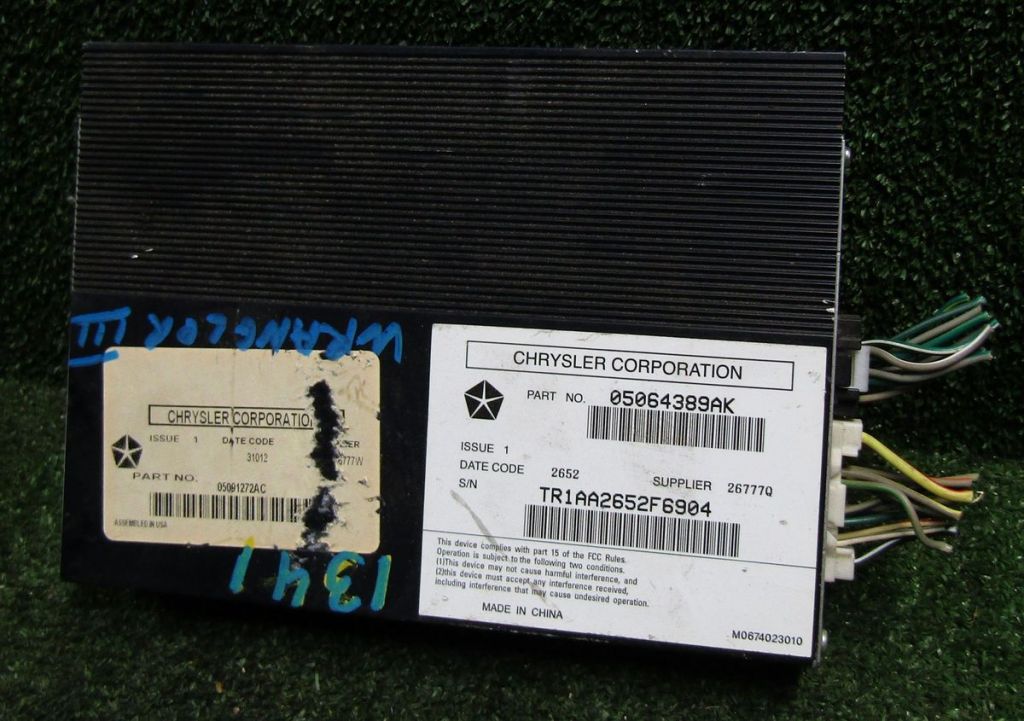 WRANGLOR III
CHRYSLER CORPORATIO
ISSUE 1 DATE CODE
31012 6777W
PART NO.
05091272AC
ASSEMBLED IN USA
1341
CHRYSLER CORPORATION
PART NO. 05064389AK
ISSUE 1
DATE CODE 2652 SUPPLIER 26777Q
S/N TR1AA2652F6904
This device complies with part 15 of the FCC Rules.
Operation is subject to the following two conditions.
(1)This device may not cause harmful interference, and
(2)this device must accept any interference received,
including interference that may cause undesired operation.
MADE IN CHINA
M0674023010